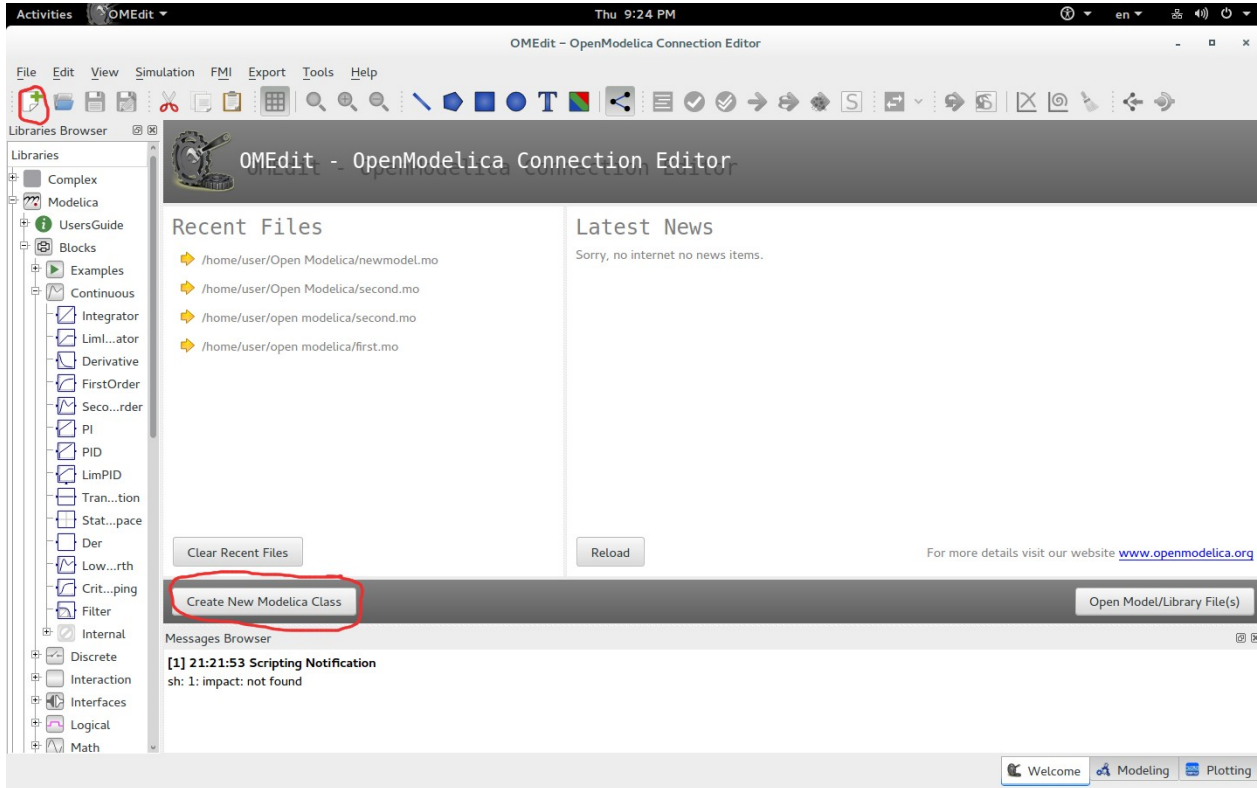 Activities OMEdit Thu 9:24 PM en
OMEdit – OpenModelica Connection Editor
File Edit View Simulation FMI Export Tools Help
T S
Libraries Browser
Libraries
Complex
Modelica
UsersGuide
Blocks
Examples
Continuous
Integrator
LimI...ator
Derivative
FirstOrder
Seco...rder
PI
PID
LimPID
Tran...tion
Stat...pace
Der
Low...rth
Crit...ping
Filter
Internal
Discrete
Interaction
Interfaces
Logical
Math
OMEdit - OpenModelica Connection Editor
Recent Files
/home/user/Open Modelica/newmodel.mo
/home/user/Open Modelica/second.mo
/home/user/open modelica/second.mo
/home/user/open modelica/first.mo
Clear Recent Files
Latest News
Sorry, no internet no news items.
Reload
For more details visit our website www.openmodelica.org
Create New Modelica Class
Open Model/Library File(s)
Messages Browser
[1] 21:21:53 Scripting Notification
sh: 1: impact: not found
Welcome Modeling Plotting